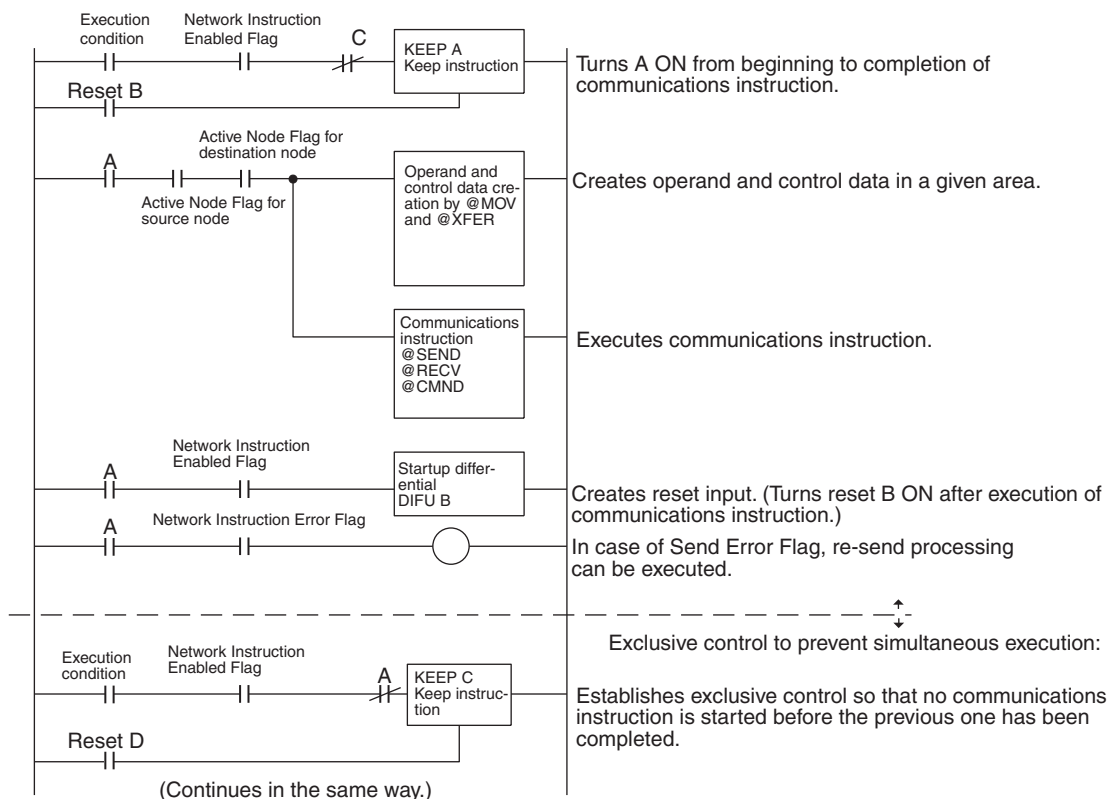 Execution
condition
Network Instruction
Enabled Flag
C
KEEP A
Keep instruction
Turns A ON from beginning to completion of
communications instruction.
Reset B
Active Node Flag for
destination node
A
Active Node Flag for
source node
Operand and
control data cre-
ation by @MOV
and @XFER
Creates operand and control data in a given area.
Communications
instruction
@SEND
@RECV
@CMND
Executes communications instruction.
Network Instruction
Enabled Flag
A
Startup differ-
ential
DIFU B
Creates reset input. (Turns reset B ON after execution of
communications instruction.)
A
Network Instruction Error Flag
In case of Send Error Flag, re-send processing
can be executed.
Exclusive control to prevent simultaneous execution:
Execution
condition
Network Instruction
Enabled Flag
A
KEEP C
Keep instruc-
tion
Establishes exclusive control so that no communications
instruction is started before the previous one has been
completed.
Reset D
(Continues in the same way.)